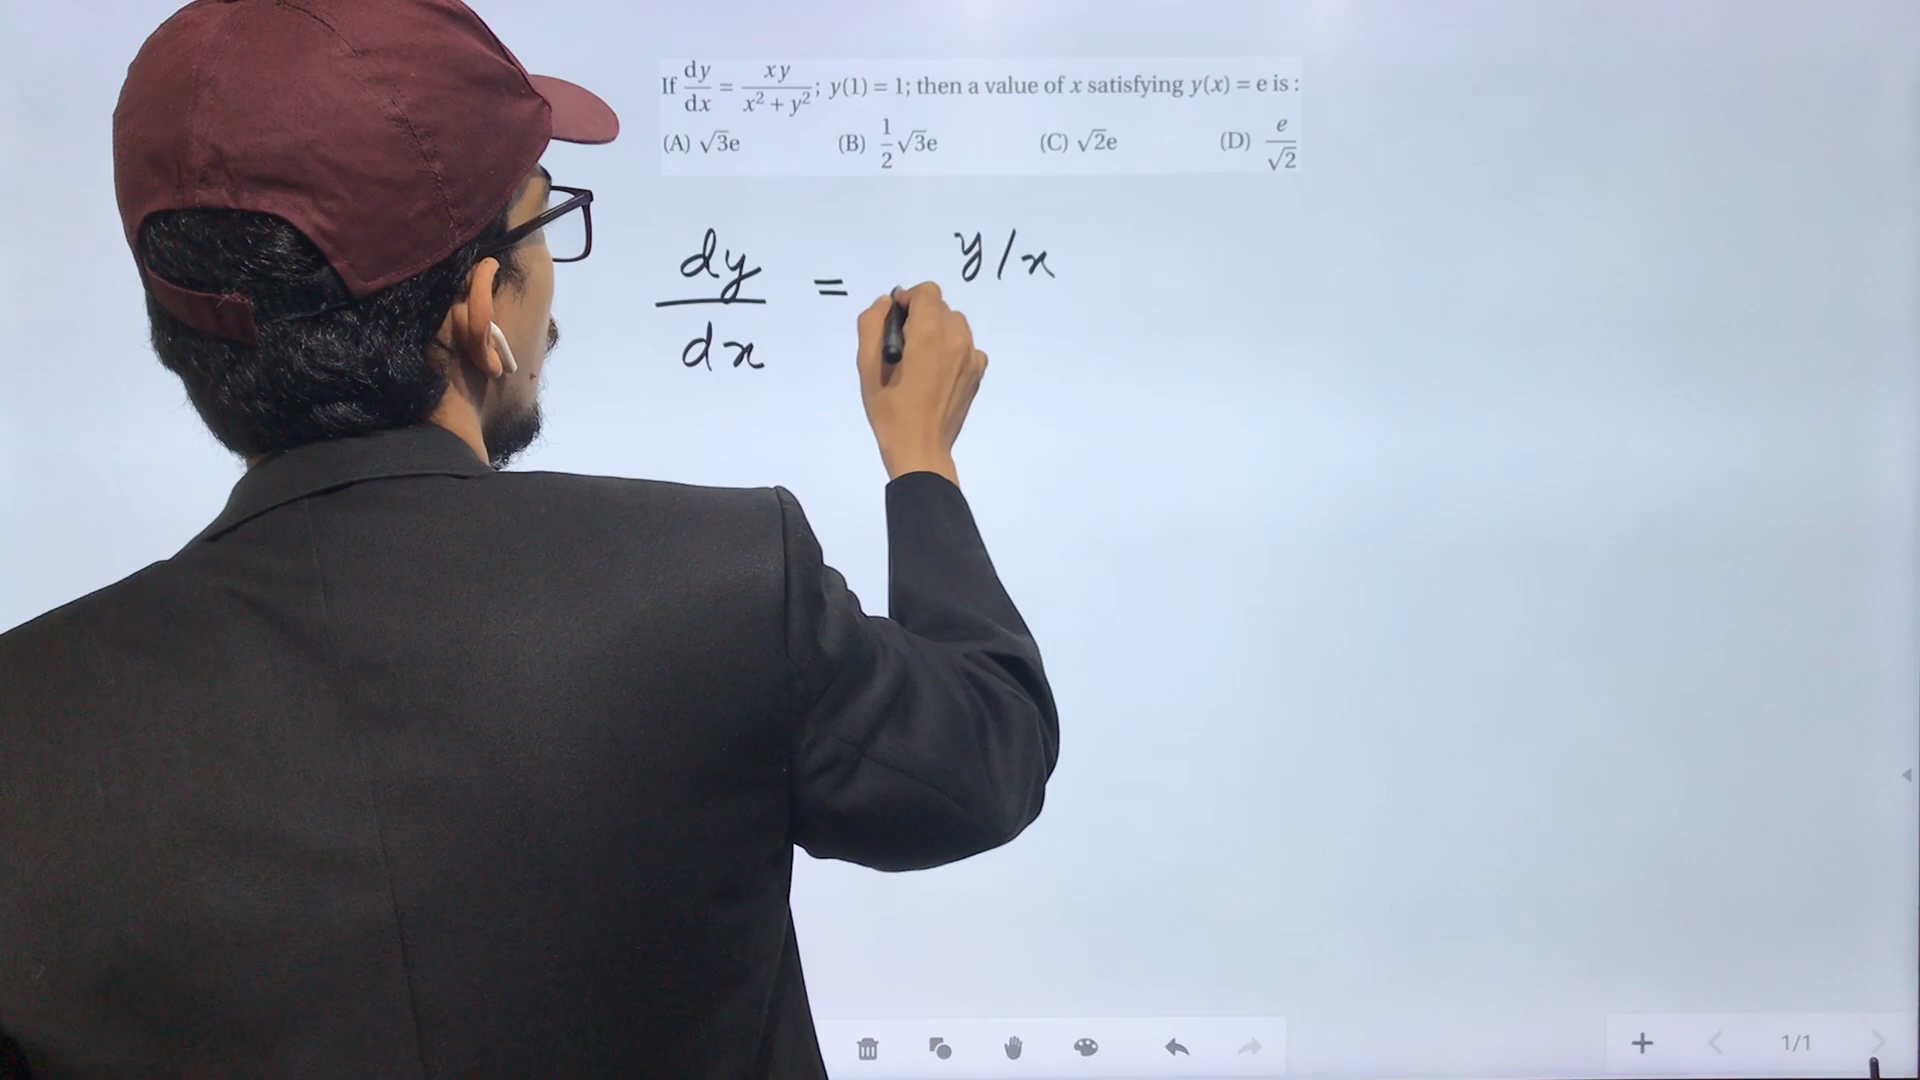 If dy/dx = xy/(x² + y²); y(1) = 1; then a value of x satisfying y(x) = e is :
(A) √3e (B) 1/2 √3e (C) √2e (D) e/√2
dy/dx = y/x
1/1